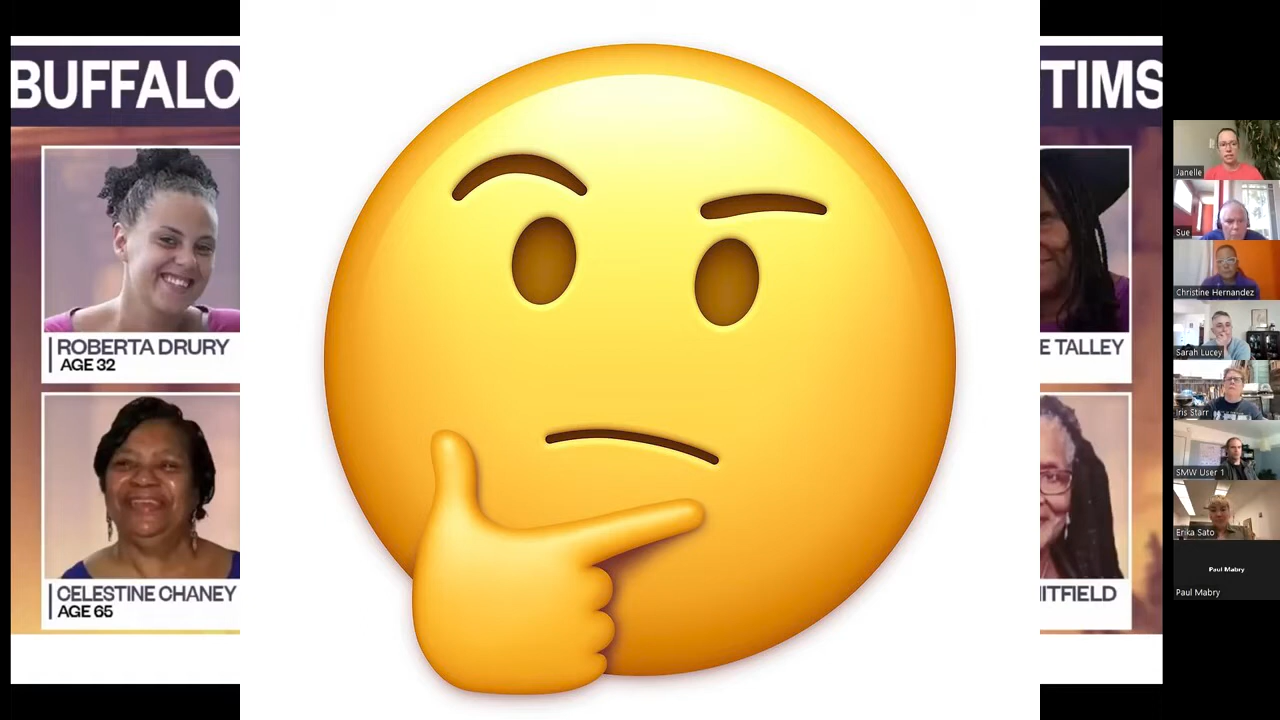 BUFFALO
TIMS
ROBERTA DRURY
AGE 32
E TALLEY
CELESTINE CHANEY
AGE 65
ITFIELD
Janelle
Sue
Christine Hernandez
Sarah Lucey
Iris Starr
SMW User 1
Erika Sato
Paul Mabry
Paul Mabry